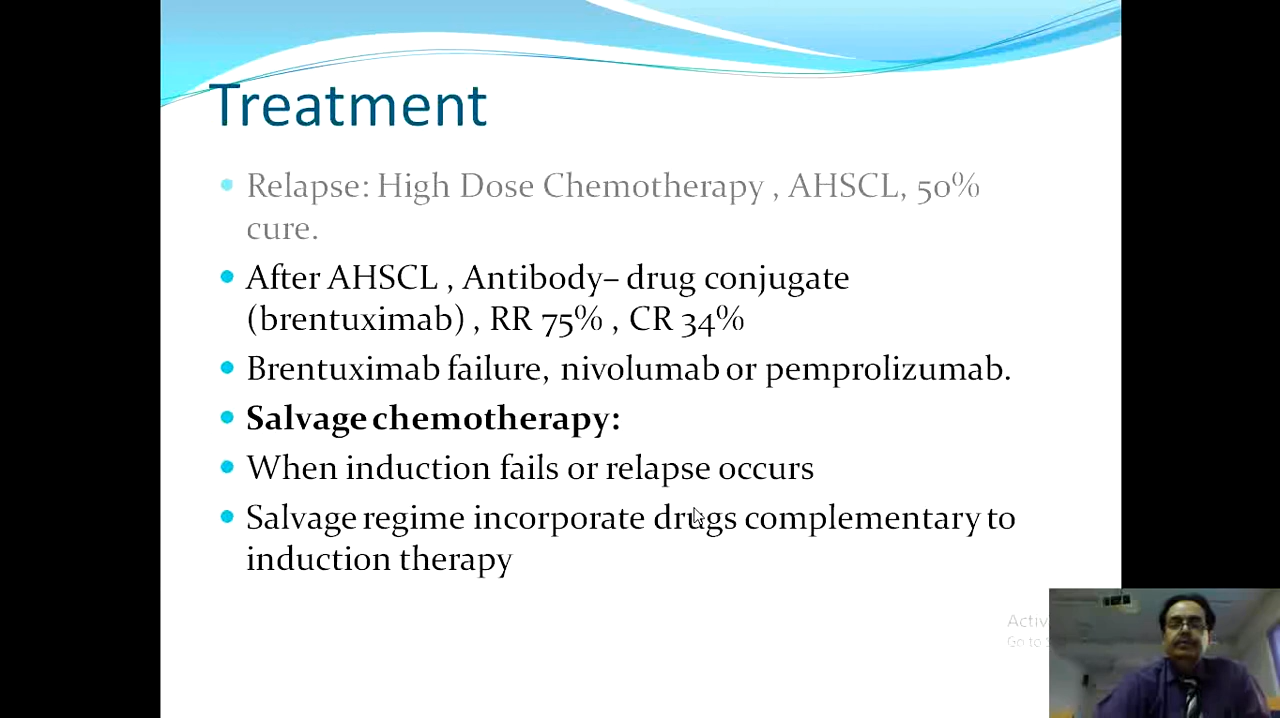 Treatment
Relapse: High Dose Chemotherapy , AHSCL, 50%
cure.
After AHSCL , Antibody– drug conjugate
(brentuximab) , RR 75% , CR 34%
Brentuximab failure, nivolumab or pemprolizumab.
Salvage chemotherapy:
When induction fails or relapse occurs
Salvage regime incorporate drugs complementary to
induction therapy
Activ
Go to S